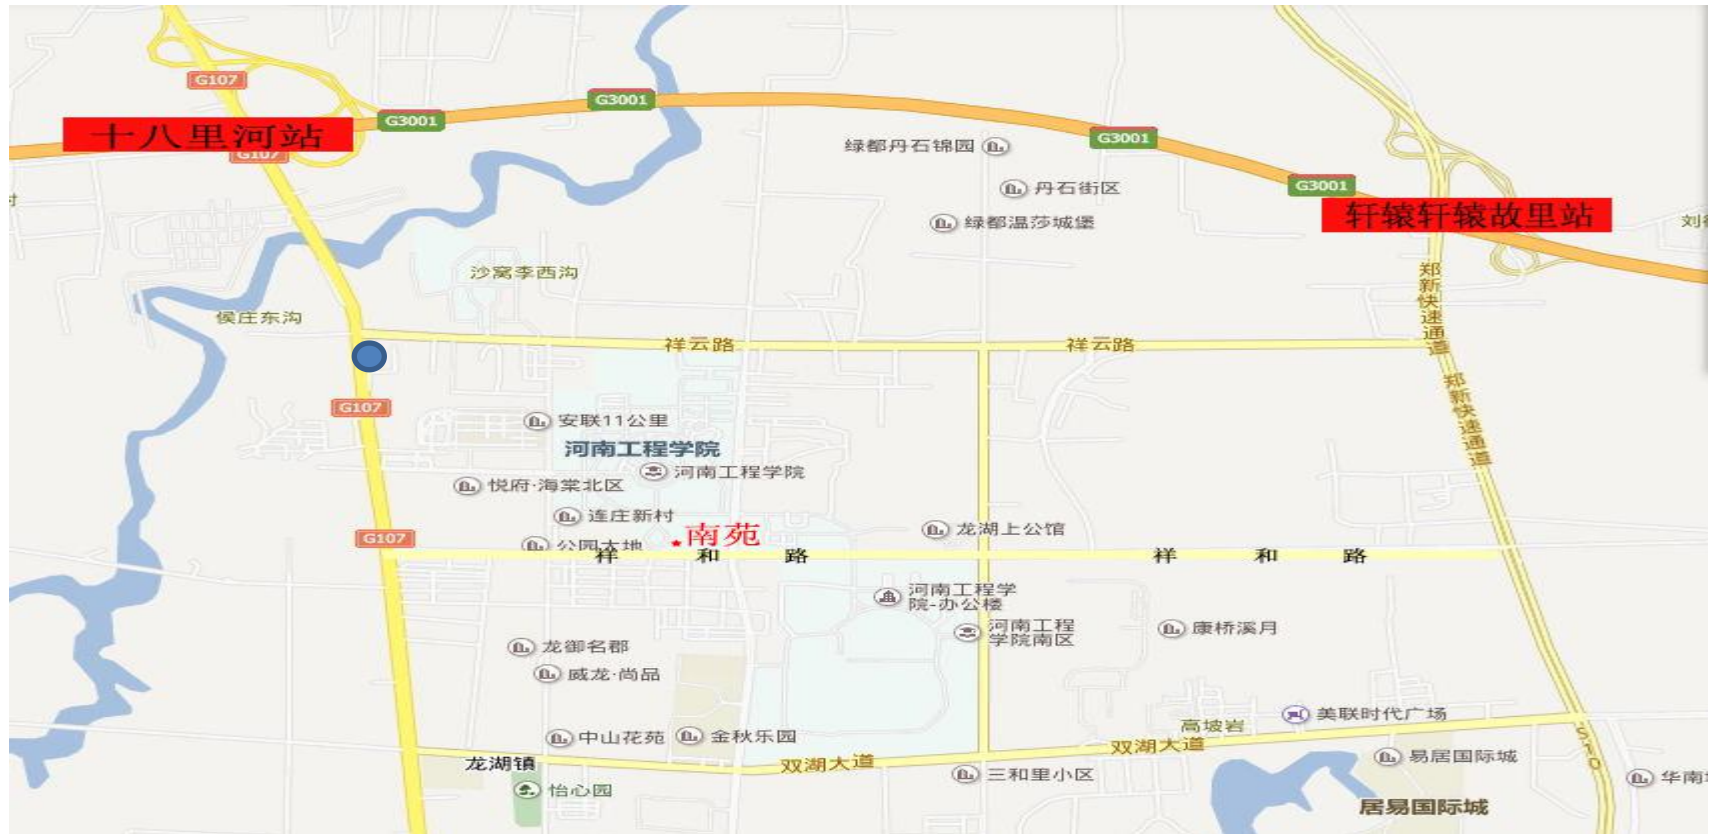 G107
G3001
G3001
十八里河站
G107
绿都丹石锦园
G3001
丹石街区
G3001
轩辕轩辕故里站
绿都温莎城堡
沙窝李西沟
侯庄东沟
郑新快速通道
祥云路
祥云路
郑新快速通道
G107
安联11公里
河南工程学院
河南工程学院
悦府·海棠北区
连庄新村
南苑
龙湖上公馆
G107
公园大地
祥和路
祥和路
河南工程学
院-办公楼
河南工程
学院南区
康桥溪月
龙御名郡
威龙·尚品
美联时代广场
高坡岩
S10
中山花苑
金秋乐园
双湖大道
双湖大道
龙湖镇
三和里小区
易居国际城
怡心园
华南
居易国际城